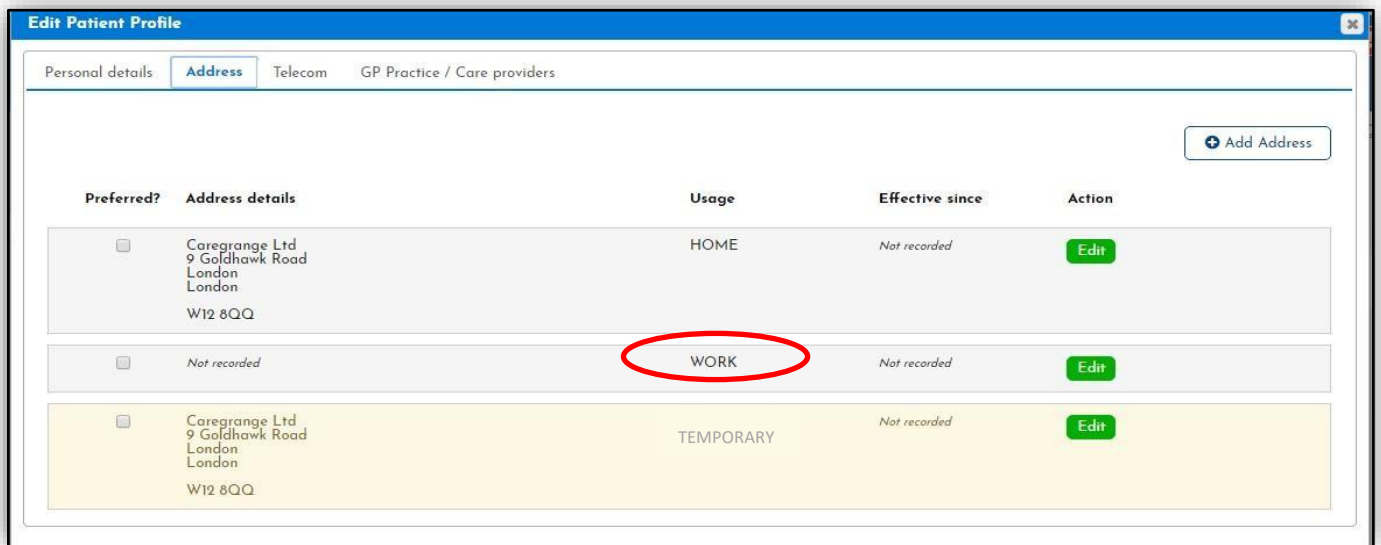 Edit Patient Profile
Personal details Address Telecom GP Practice / Care providers
Add Address
Preferred? Address details Usage Effective since Action
Caregrange Ltd HOME Not recorded Edit
9 Goldhawk Road
London
London
W12 8QQ
Not recorded WORK Not recorded Edit
Caregrange Ltd TEMPORARY Not recorded Edit
9 Goldhawk Road
London
London
W12 8QQ